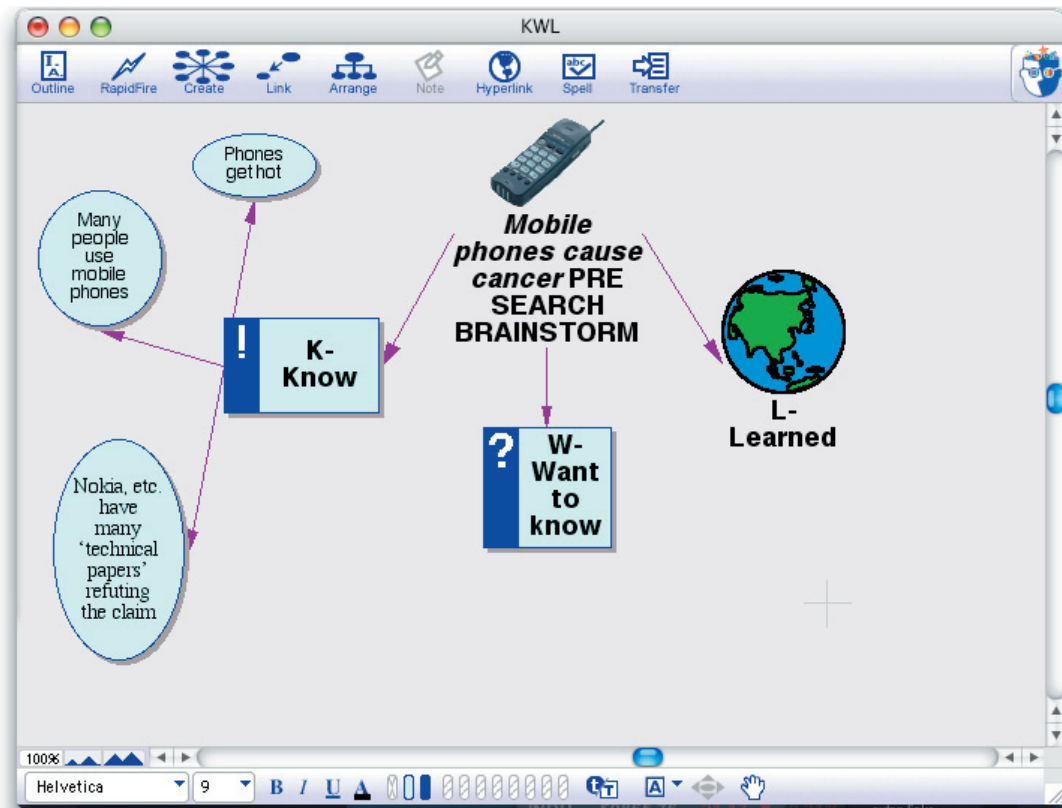 KWL
I.
A.
abc
Outline
RapidFire
Create
Link
Arrange
Note
Hyperlink
Spell
Transfer
Phones
get hot
Many
people
use
mobile
phones
Mobile
phones cause
cancer PRE
SEARCH
BRAINSTORM
!
K-
Know
L-
Learned
?
W-
Want
to
know
Nokia, etc.
have
many
‘technical
papers’
refuting
the claim
100%
Helvetica
9
B I U A
A